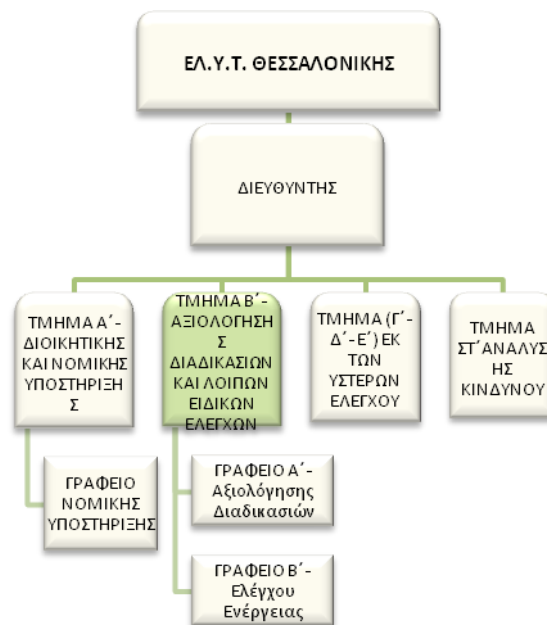 ΕΛ.Υ.Τ. ΘΕΣΣΑΛΟΝΙΚΗΣ
ΔΙΕΥΘΥΝΤΗΣ
ΤΜΗΜΑ Α΄-
ΔΙΟΙΚΗΤΙΚΗΣ
ΚΑΙ ΝΟΜΙΚΗΣ
ΥΠΟΣΤΗΡΙΞΗ
Σ
ΤΜΗΜΑ Β΄-
ΑΞΙΟΛΟΓΗΣΗ
Σ
ΔΙΑΔΙΚΑΣΙΩΝ
ΚΑΙ ΛΟΙΠΩΝ
ΕΙΔΙΚΩΝ
ΕΛΕΓΧΩΝ
ΤΜΗΜΑ (Γ΄-
Δ΄-Ε΄) ΕΚ
ΤΩΝ
ΥΣΤΕΡΩΝ
ΕΛΕΓΧΟΥ
ΤΜΗΜΑ
ΣΤ΄ΑΝΑΛΥΣ
ΗΣ
ΚΙΝΔΥΝΟΥ
ΓΡΑΦΕΙΟ
ΝΟΜΙΚΗΣ
ΥΠΟΣΤΗΡΙΞΗΣ
ΓΡΑΦΕΙΟ Α΄-
Αξιολόγησης
Διαδικασιών
ΓΡΑΦΕΙΟ Β΄-
Ελέγχου
Ενέργειας